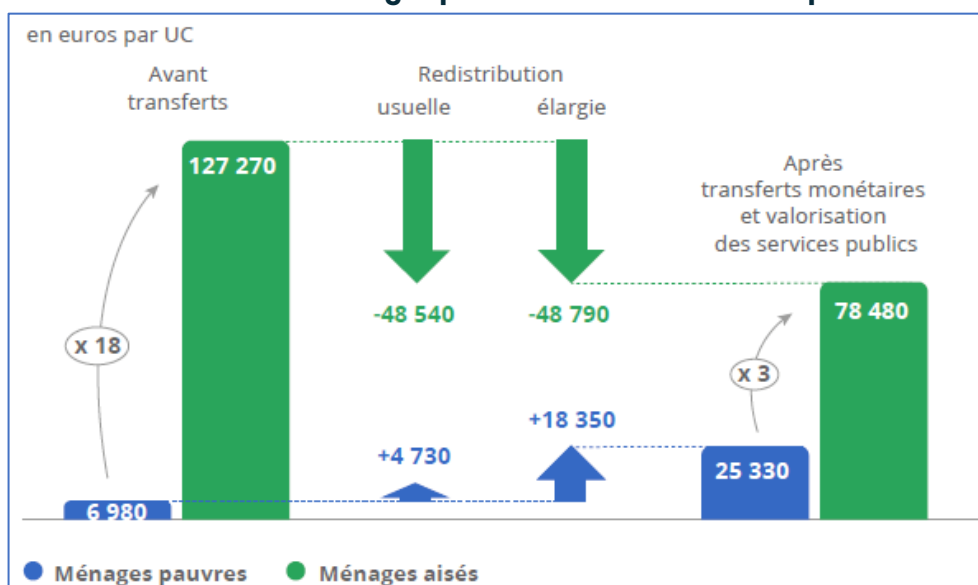 en euros par UC
Avant
transferts
Redistribution
usuelle
élargie
127 270
Après
transferts monétaires
et valorisation
des services publics
-48 540
-48 790
78 480
x 18
x 3
+18 350
+4 730
25 330
6 980
Ménages pauvres
Ménages aisés